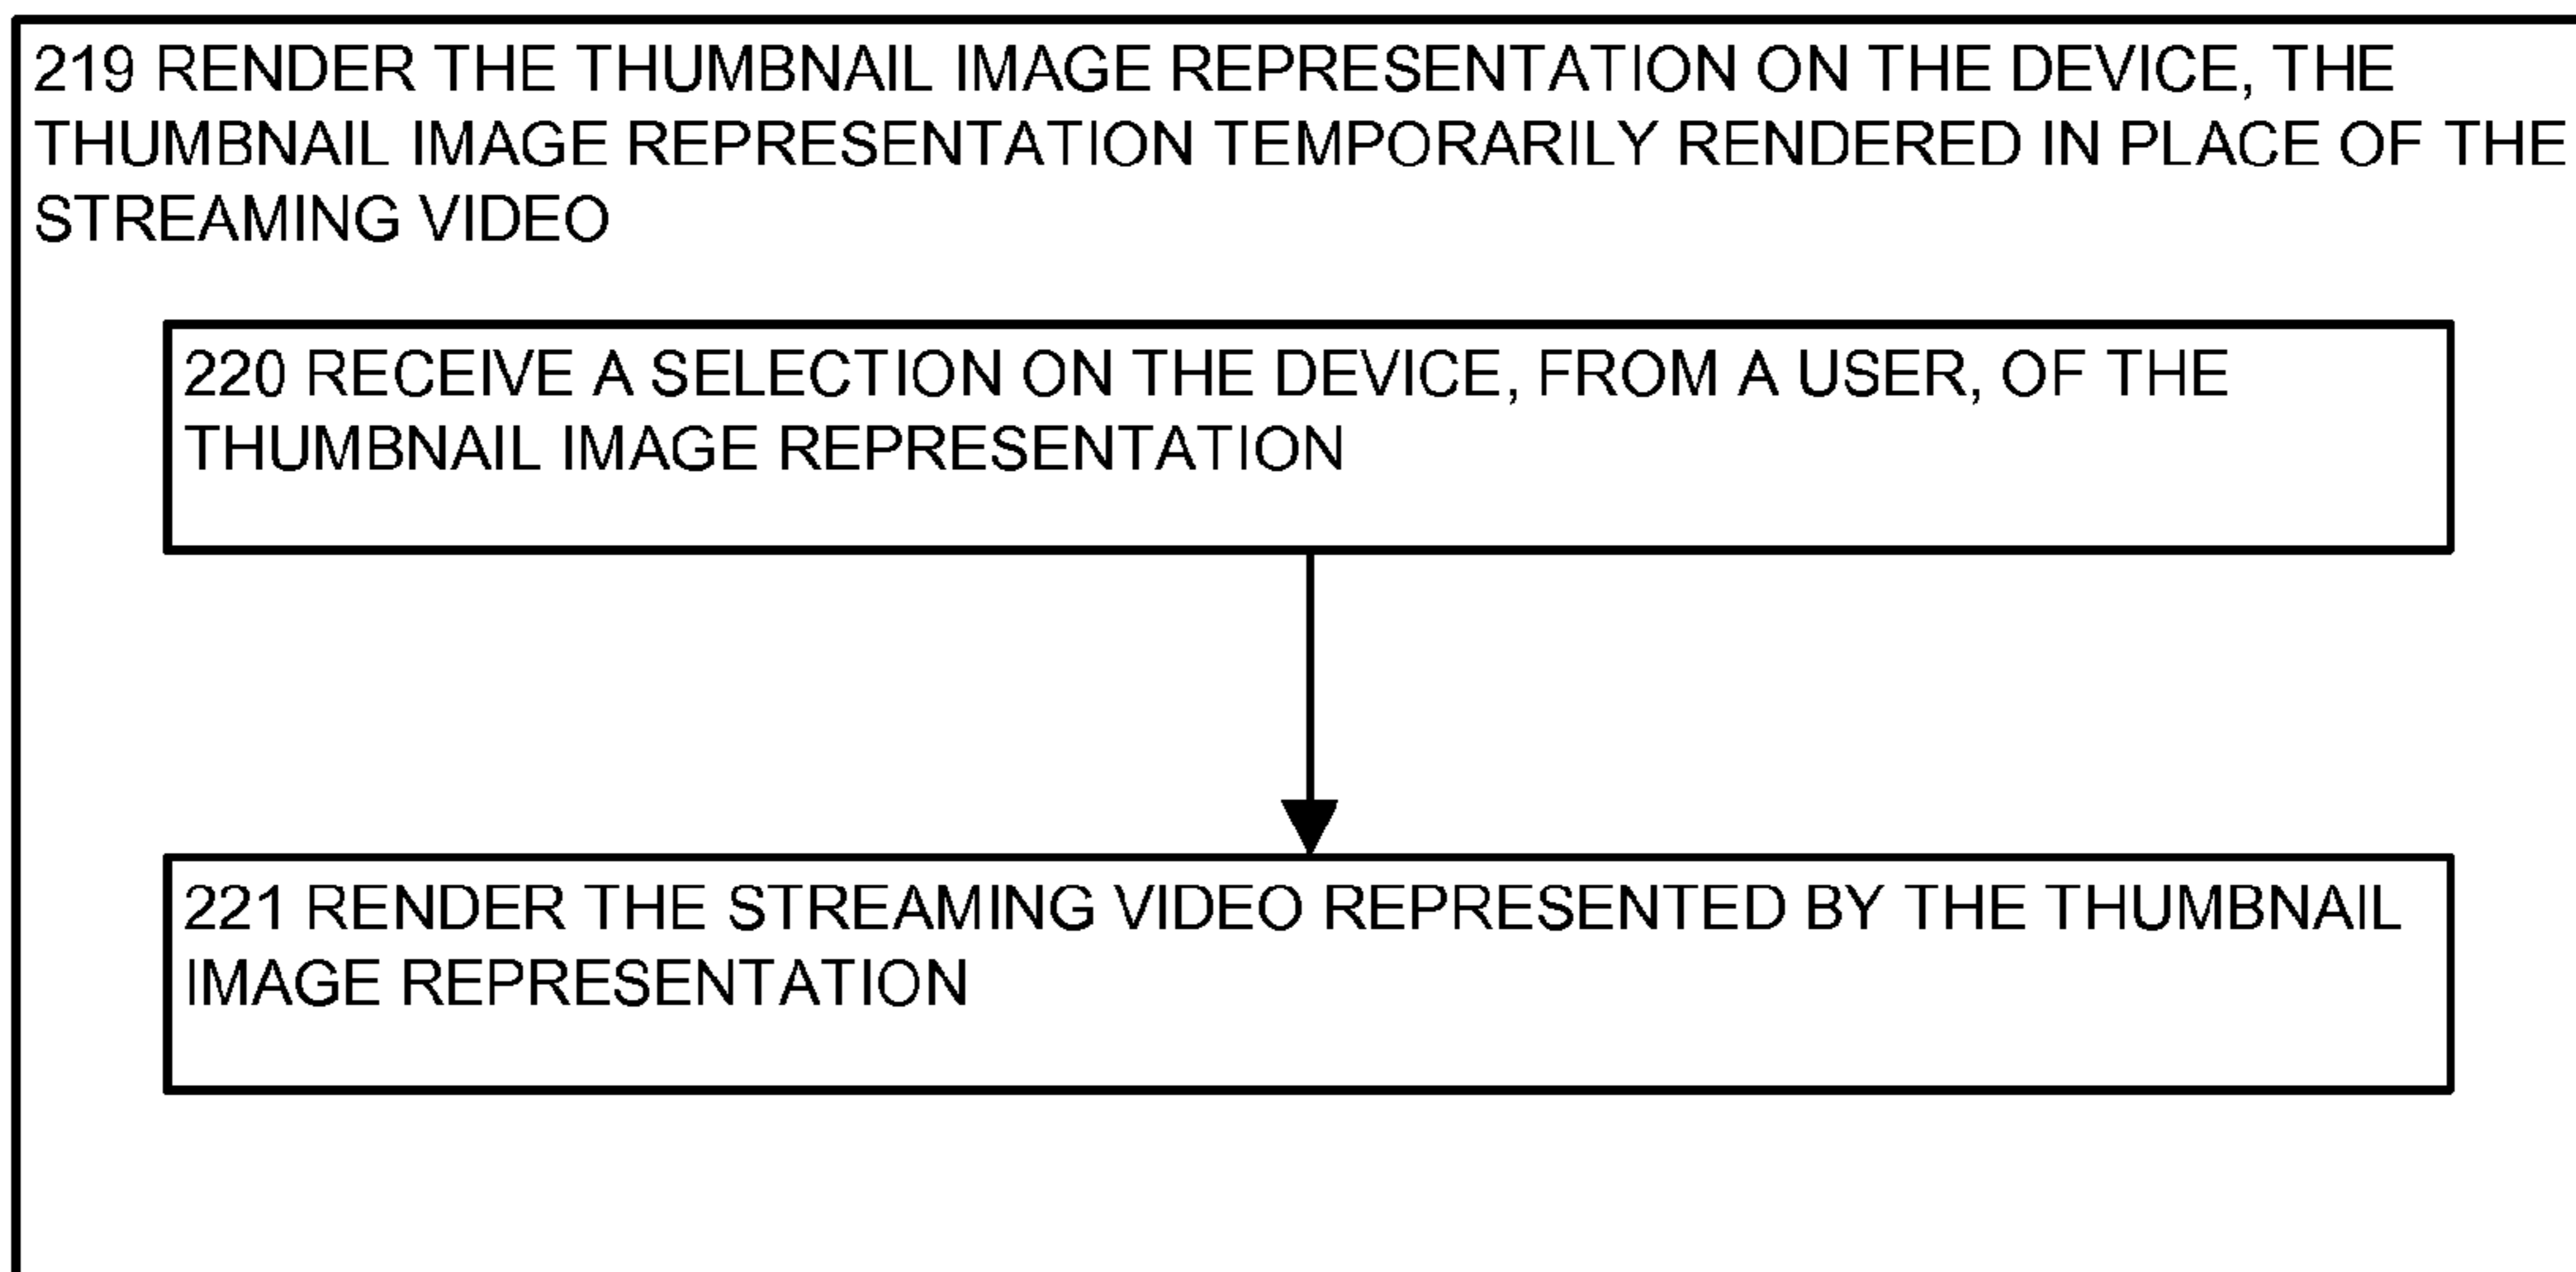 219 RENDER THE THUMBNAIL IMAGE REPRESENTATION ON THE DEVICE, THE
THUMBNAIL IMAGE REPRESENTATION TEMPORARILY RENDERED IN PLACE OF THE
STREAMING VIDEO
220 RECEIVE A SELECTION ON THE DEVICE, FROM A USER, OF THE
THUMBNAIL IMAGE REPRESENTATION
221 RENDER THE STREAMING VIDEO REPRESENTED BY THE THUMBNAIL
IMAGE REPRESENTATION